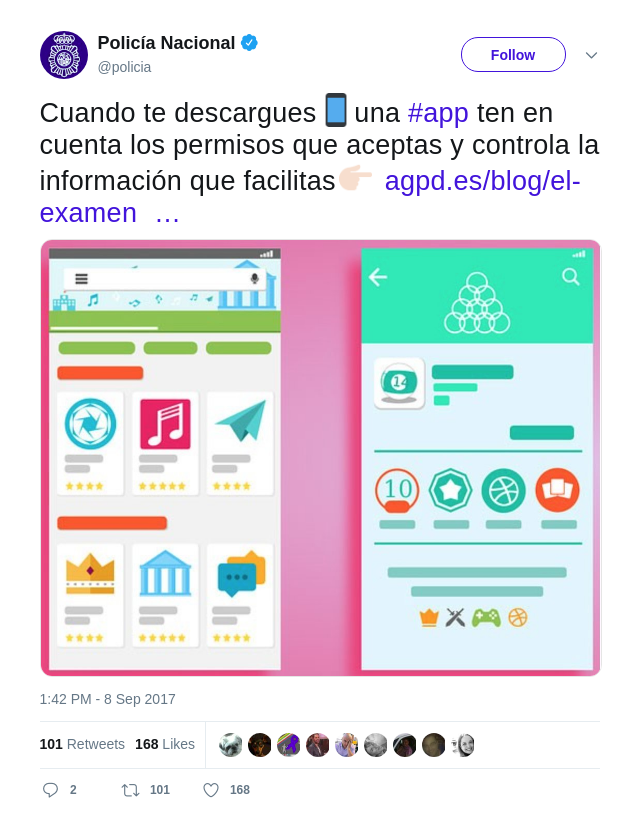 Policía Nacional
@policia
Follow
Cuando te descargues una #app ten en
cuenta los permisos que aceptas y controla la
información que facilitas agpd.es/blog/el-
examen …
14
10
1:42 PM - 8 Sep 2017
101 Retweets 168 Likes
2 101 168